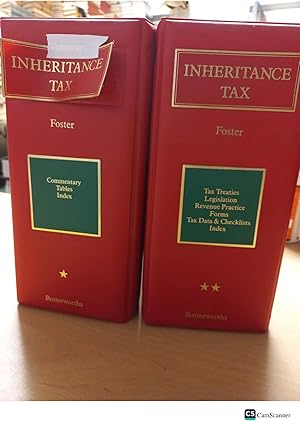 INHERITANCE
TAX
Foster
Commentary
Tables
Index
★
Butterworths
INHERITANCE
TAX
Foster
Tax Treaties
Legislation
Revenue Practice
Forms
Tax Data & Checklists
Index
★★
Butterworths
CS CamScanner